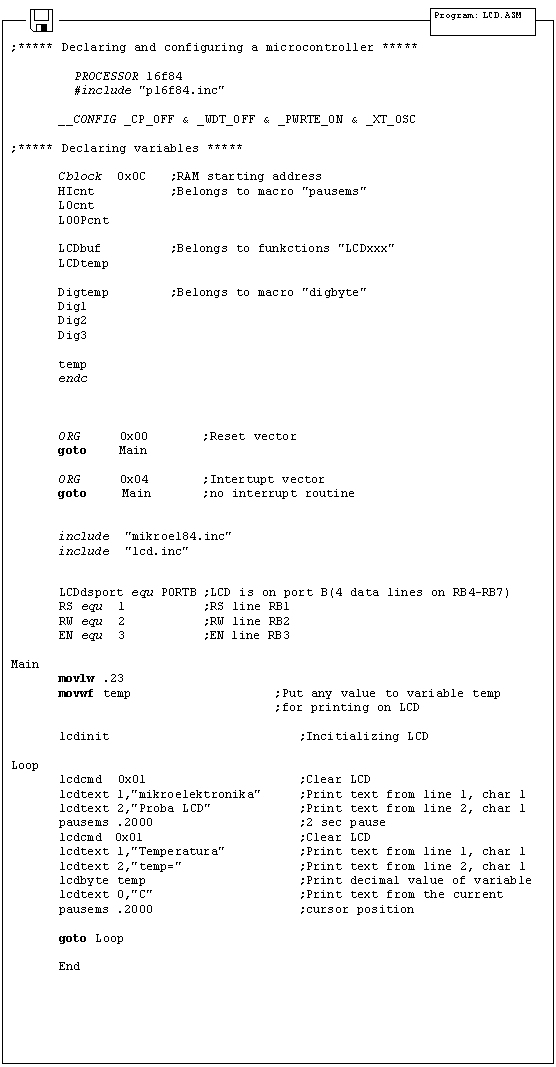 Program: LCD.ASM
;***** Declaring and configuring a microcontroller *****
PROCESSOR 16f84
#include "p16f84.inc"
__CONFIG _CP_OFF & _WDT_OFF & _PWRTE_ON & _XT_OSC
;***** Declaring variables *****
Cblock 0x0C ;RAM starting address
HIcnt ;Belongs to macro "pausems"
LOcnt
LOOPcnt
LCDbuf ;Belongs to funkctions "LCDxxx"
LCDtemp
Digtemp ;Belongs to macro "digbyte"
Dig1
Dig2
Dig3
temp
endc
ORG 0x00 ;Reset vector
goto Main
ORG 0x04 ;Intertupt vector
goto Main ;no interrupt routine
include "mikroel84.inc"
include "lcd.inc"
LCDdsport equ PORTB ;LCD is on port B(4 data lines on RB4-RB7)
RS equ 1 ;RS line RB1
RW equ 2 ;RW line RB2
EN equ 3 ;EN line RB3
Main
movlw .23
movwf temp ;Put any value to variable temp
;for printing on LCD
lcdinit ;Incitializing LCD
Loop
lcdcmd 0x01 ;Clear LCD
lcdtext 1,"mikroelektronika" ;Print text from line 1, char 1
lcdtext 2,"Proba LCD" ;Print text from line 2, char 1
pausems .2000 ;2 sec pause
lcdcmd 0x01 ;Clear LCD
lcdtext 1,"Temperatura" ;Print text from line 1, char 1
lcdtext 2,"temp=" ;Print text from line 2, char 1
lcdbyte temp ;Print decimal value of variable
lcdtext 0,"C" ;Print text from the current
pausems .2000 ;cursor position
goto Loop
End